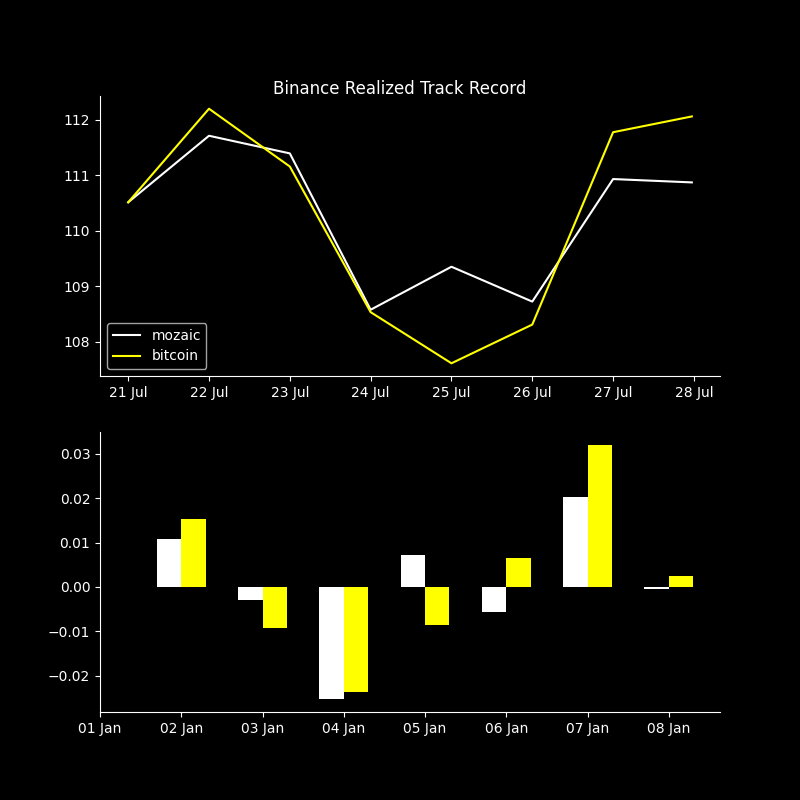 Binance Realized Track Record
112
111
110
109
108
mozaic
bitcoin
21 Jul 22 Jul 23 Jul 24 Jul 25 Jul 26 Jul 27 Jul 28 Jul
0.03
0.02
0.01
0.00
−0.01
−0.02
01 Jan 02 Jan 03 Jan 04 Jan 05 Jan 06 Jan 07 Jan 08 Jan